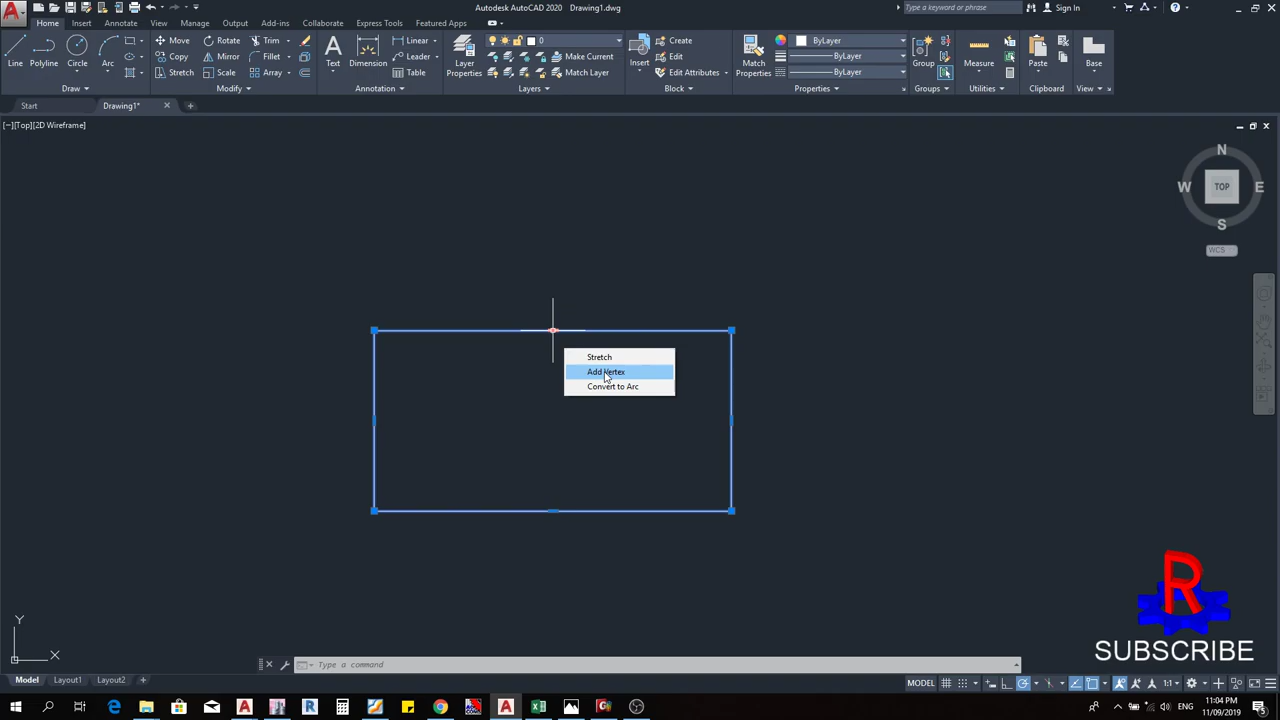 Autodesk AutoCAD 2020 Drawing1.dwg
Type a keyword or phrase
Sign In
Home Insert Annotate Parametric View Manage Output Add-ins Collaborate Express Tools Featured Apps
Line Polyline Circle Arc
Move Rotate Trim
Copy Mirror Fillet
Stretch Scale Array
Text Dimension
Linear
Leader
Table
Layer
Properties
0
Make Current
Match Layer
Insert
Create
Edit
Edit Attributes
Match
Properties
ByLayer
ByLayer
ByLayer
Group
Measure
Paste
Base
Draw Modify Annotation Layers Block Properties Groups Utilities Clipboard View
Start Drawing1*
[−][Top][2D Wireframe]
N
W TOP E
S
WCS
Stretch
Add Vertex
Convert to Arc
R
SUBSCRIBE
Y
X
Type a command
Model Layout1 Layout2
MODEL
1:1
ENG
11:04 PM
11/09/2019